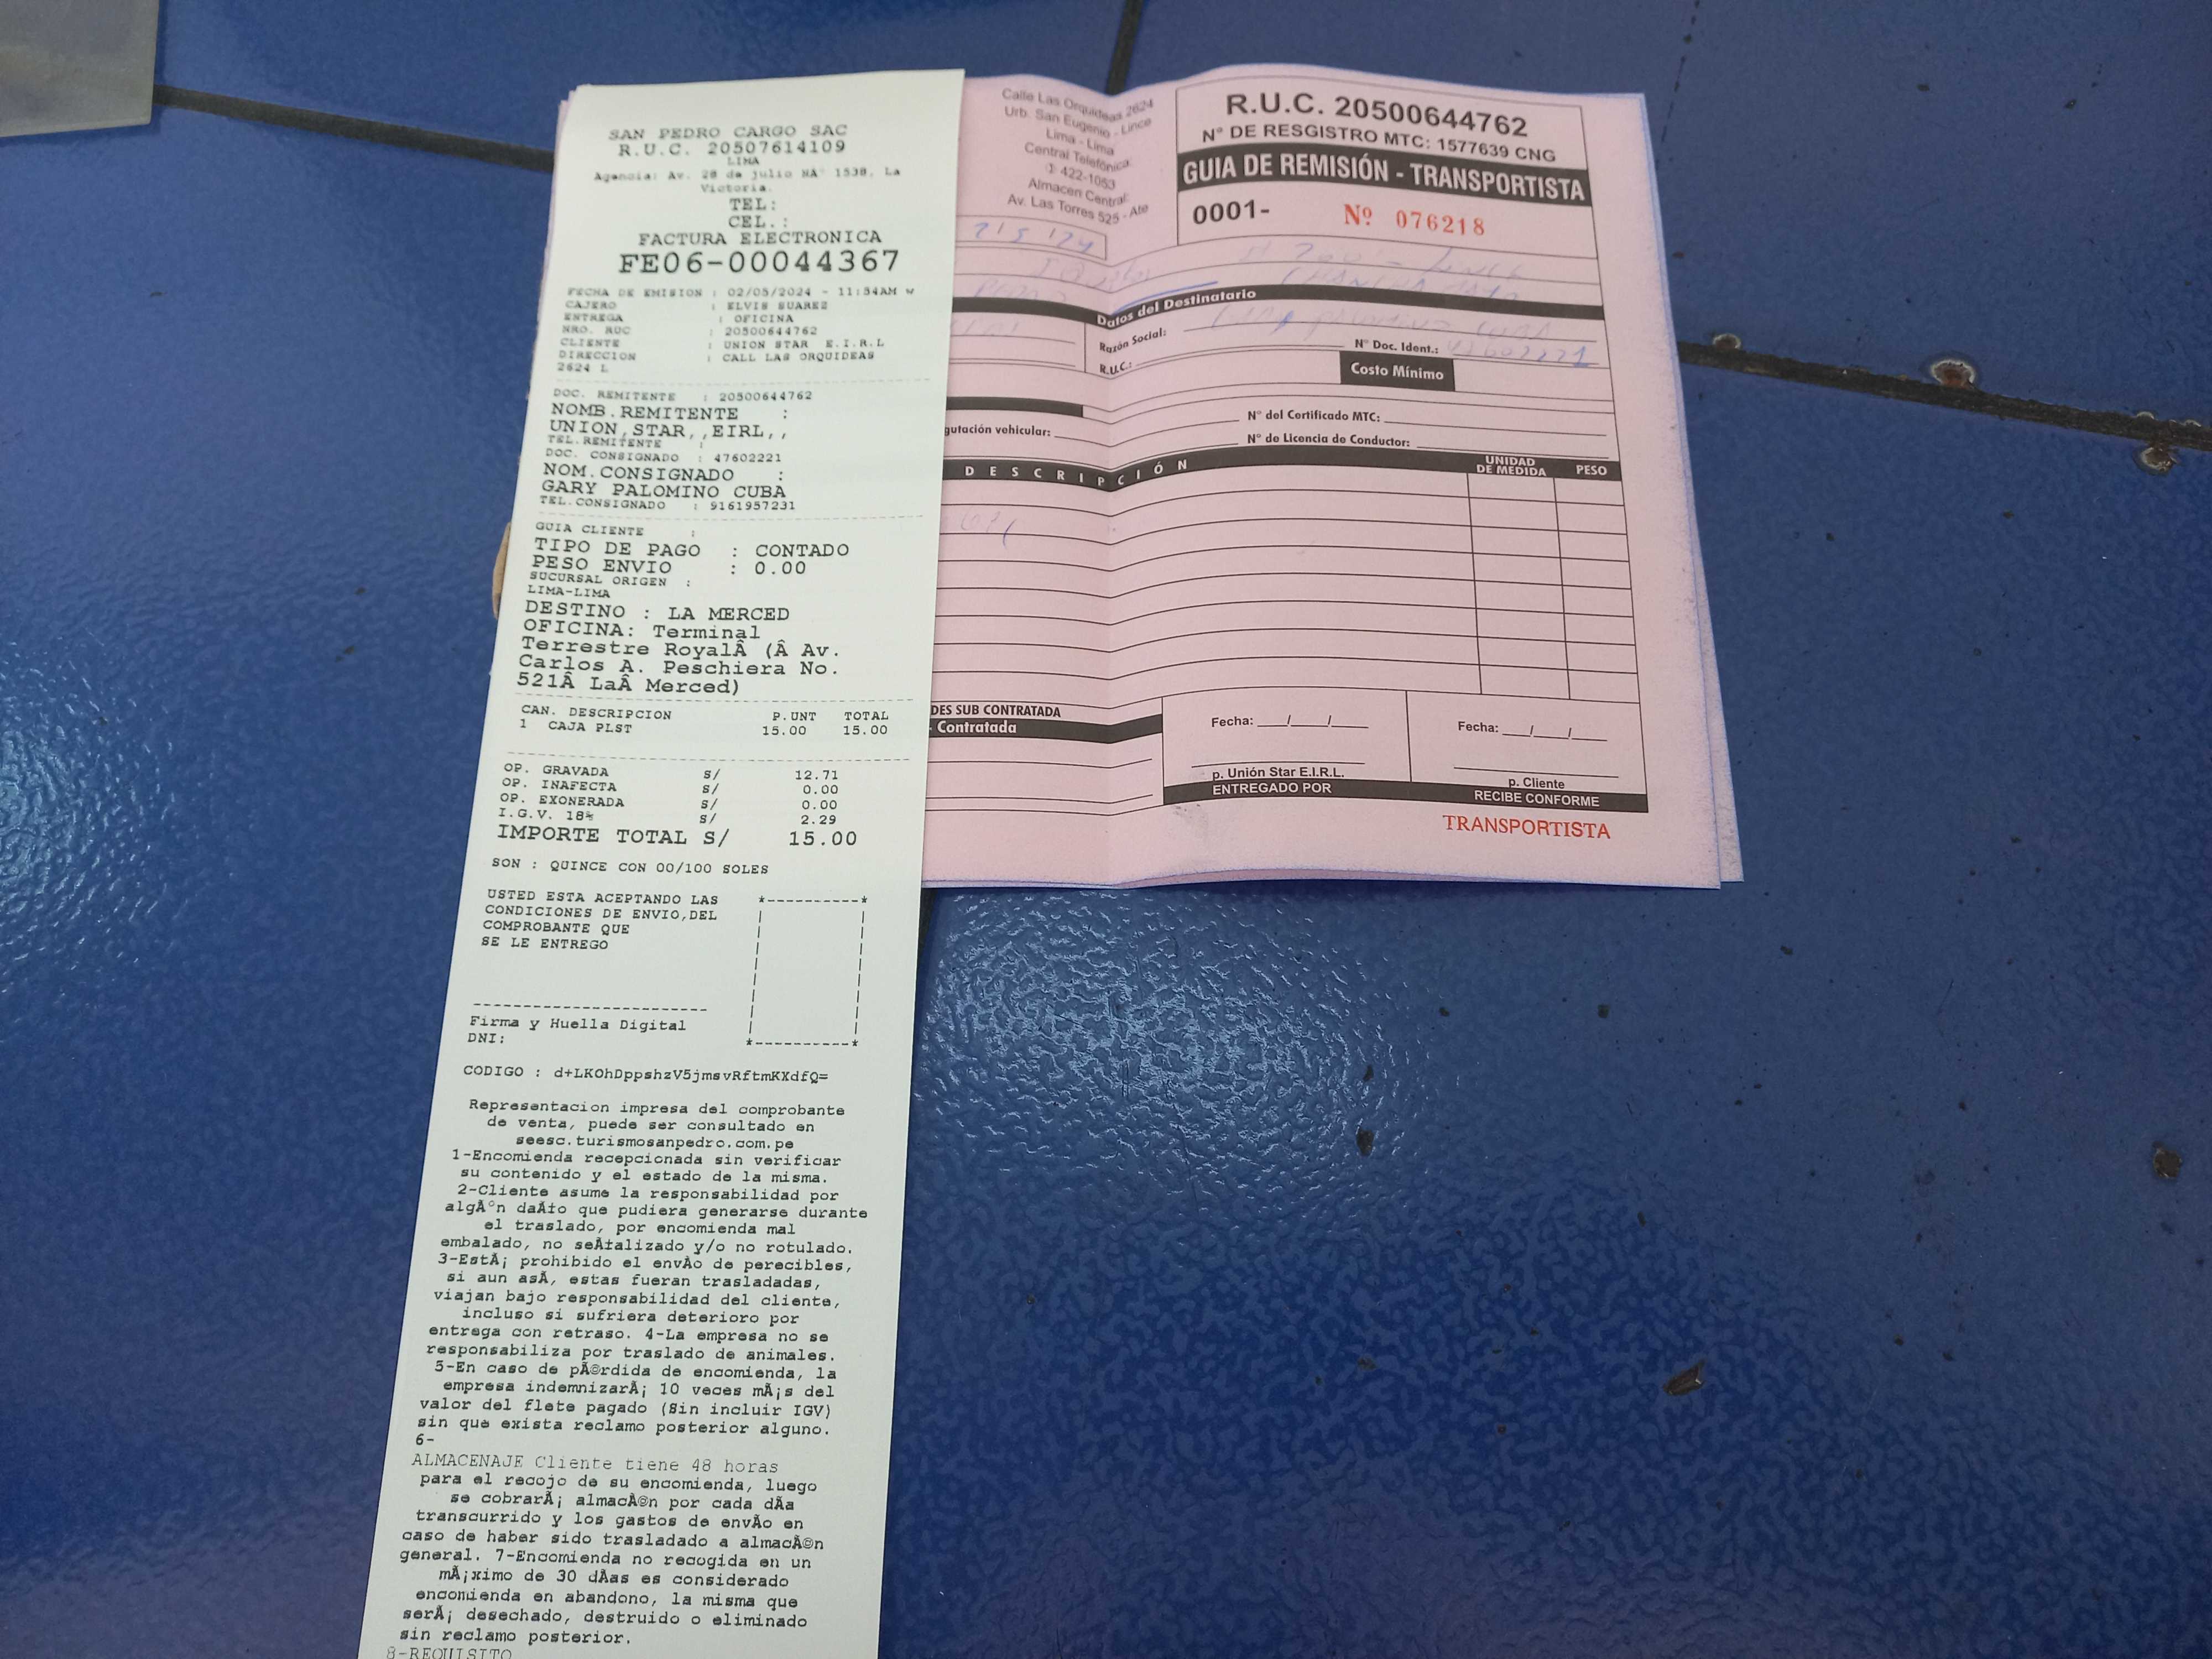 SAN PEDRO CARGO SAC
R.U.C. 20507614109
LIMA
Agencia: Av. 28 de julio NÂ° 1538. La
Victoria.
TEL:
CEL.:
FACTURA ELECTRONICA
FE06-00044367
FECHA DE EMISION : 02/05/2024 - 11:54AM w
CAJERO : ELVIS SUAREZ
ENTREGA : OFICINA
NRO. RUC : 20500644762
CLIENTE : UNION STAR E.I.R.L
DIRECCION : CALL LAS ORQUIDEAS
2624 L
DOC. REMITENTE : 20500644762
NOMB.REMITENTE :
UNION,STAR,,EIRL,,
TEL.REMITENTE :
DOC. CONSIGNADO : 47602221
NOM.CONSIGNADO :
GARY PALOMINO CUBA
TEL.CONSIGNADO : 9161957231
GUIA CLIENTE :
TIPO DE PAGO : CONTADO
PESO ENVIO : 0.00
SUCURSAL ORIGEN :
LIMA-LIMA
DESTINO : LA MERCED
OFICINA: Terminal
Terrestre RoyalÂ (Â Av.
Carlos A. Peschiera No.
521Â LaÂ Merced)
CAN. DESCRIPCION P.UNT TOTAL
1 CAJA PLST 15.00 15.00
OP. GRAVADA S/ 12.71
OP. INAFECTA S/ 0.00
OP. EXONERADA S/ 0.00
I.G.V. 18% S/ 2.29
IMPORTE TOTAL S/ 15.00
SON : QUINCE CON 00/100 SOLES
USTED ESTA ACEPTANDO LAS
CONDICIONES DE ENVIO,DEL
COMPROBANTE QUE
SE LE ENTREGO
Firma y Huella Digital
DNI:
CODIGO : d+LKOhDppshzV5jmsvRftmKXdfQ=
Representacion impresa del comprobante
de venta, puede ser consultado en
seesc.turismosanpedro.com.pe
1-Encomienda recepcionada sin verificar
su contenido y el estado de la misma.
2-Cliente asume la responsabilidad por
algÃºn daÃ±o que pudiera generarse durante
el traslado, por encomienda mal
embalado, no seÃ±alizado y/o no rotulado.
3-EstÃ¡ prohibido el envÃ­o de perecibles,
si aun asÃ­, estas fueran trasladadas,
viajan bajo responsabilidad del cliente,
incluso si sufriera deterioro por
entrega con retraso. 4-La empresa no se
responsabiliza por traslado de animales.
5-En caso de pÃ©rdida de encomienda, la
empresa indemnizarÃ¡ 10 veces mÃ¡s del
valor del flete pagado (Sin incluir IGV)
sin que exista reclamo posterior alguno.
6-
ALMACENAJE Cliente tiene 48 horas
para el recojo de su encomienda, luego
se cobrarÃ¡ almacÃ©n por cada dÃ­a
transcurrido y los gastos de envÃ­o en
caso de haber sido trasladado a almacÃ©n
general. 7-Encomienda no recogida en un
mÃ¡ximo de 30 dÃ­as es considerado
encomienda en abandono, la misma que
serÃ¡ desechado, destruido o eliminado
sin reclamo posterior.
8-REQUISITO
Calle Las Orquídeas 2624
Urb. San Eugenio - Lince
Lima - Lima
Central Telefónica:
422-1053
Almacen Central:
Av. Las Torres 525 - Ate
R.U.C. 20500644762
N° DE RESGISTRO MTC: 1577639 CNG
GUIA DE REMISIÓN - TRANSPORTISTA
0001- Nº 076218
Datos del Destinatario
Razón Social:
R.U.C.: N° Doc. Ident.:
Costo Mínimo
N° del Certificado MTC:
gutación vehicular:
N° de Licencia de Conductor:
DESCRIPCIÓN UNIDAD DE MEDIDA PESO
DES SUB CONTRATADA
Contratada
Fecha: __/__/__ Fecha: __/__/__
p. Unión Star E.I.R.L. p. Cliente
ENTREGADO POR RECIBE CONFORME
TRANSPORTISTA